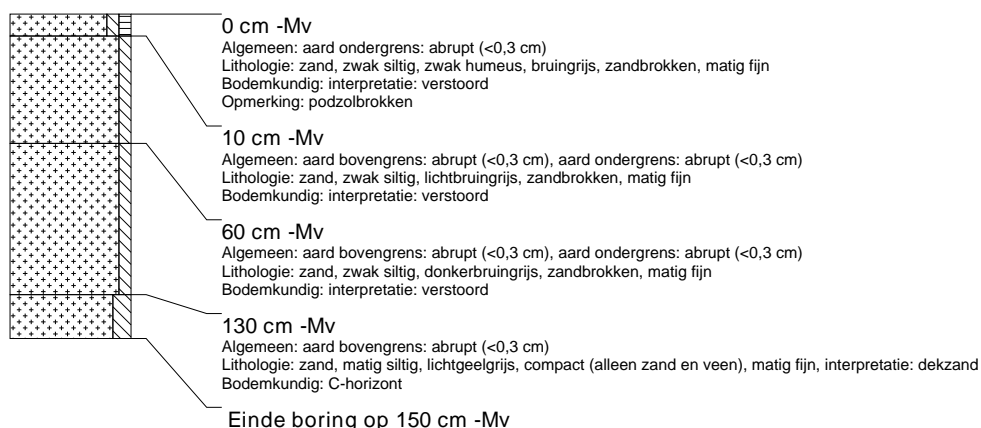 0 cm -Mv
Algemeen: aard ondergrens: abrupt (<0,3 cm)
Lithologie: zand, zwak siltig, zwak humeus, bruingrijs, zandbrokken, matig fijn
Bodemkundig: interpretatie: verstoord
Opmerking: podzolbrokken
10 cm -Mv
Algemeen: aard bovengrens: abrupt (<0,3 cm), aard ondergrens: abrupt (<0,3 cm)
Lithologie: zand, zwak siltig, lichtbruingrijs, zandbrokken, matig fijn
Bodemkundig: interpretatie: verstoord
60 cm -Mv
Algemeen: aard bovengrens: abrupt (<0,3 cm), aard ondergrens: abrupt (<0,3 cm)
Lithologie: zand, zwak siltig, donkerbruingrijs, zandbrokken, matig fijn
Bodemkundig: interpretatie: verstoord
130 cm -Mv
Algemeen: aard bovengrens: abrupt (<0,3 cm)
Lithologie: zand, matig siltig, lichtgeelgrijs, compact (alleen zand en veen), matig fijn, interpretatie: dekzand
Bodemkundig: C-horizont
Einde boring op 150 cm -Mv